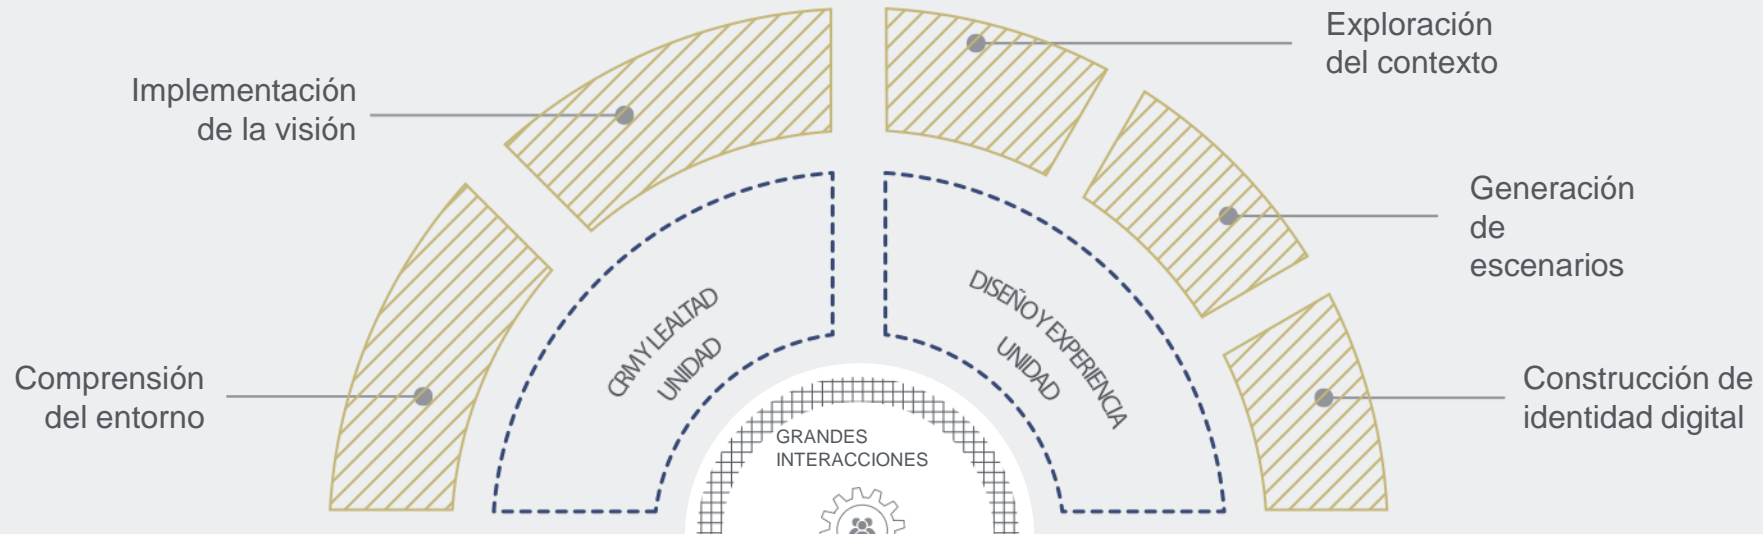 Exploración
del contexto
Implementación
de la visión
Generación
de
escenarios
Comprensión
del entorno
Construcción de
identidad digital
CRM Y LEALTAD
UNIDAD
DISEÑO Y EXPERIENCIA
UNIDAD
GRANDES
INTERACCIONES